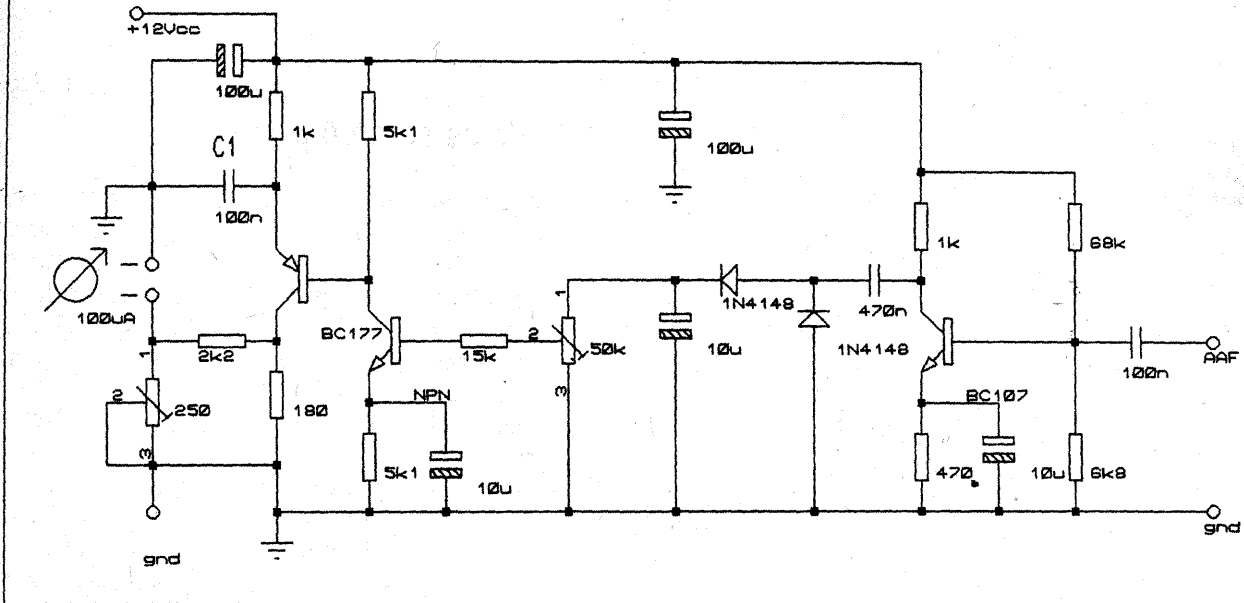 +12Vcc
100u
1k
5k1
100u
C1
100n
1k
68k
100uA
1
2k2
BC177
15k
1
2
50k
3
10u
1N4148
470n
1N4148
100n
AAF
2
250
3
180
NPN
5k1
10u
BC107
470
10u
6k8
gnd
gnd